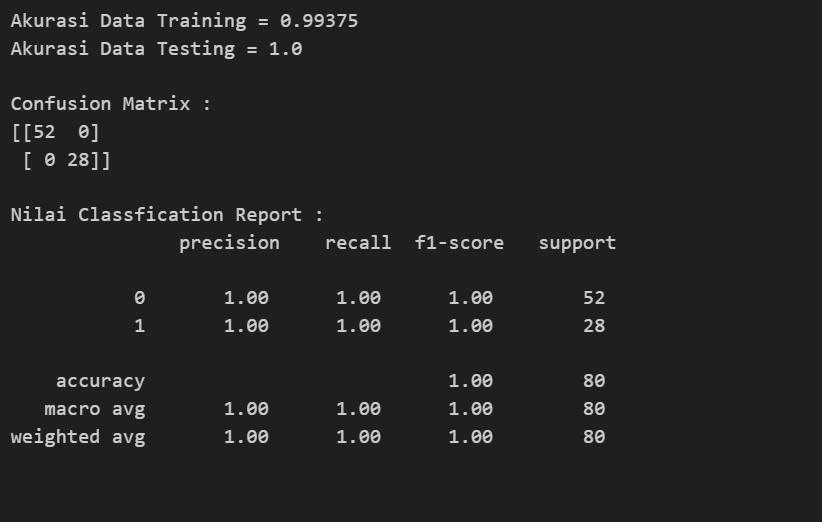 Akurasi Data Training = 0.99375
Akurasi Data Testing = 1.0
Confusion Matrix :
[[52  0]
 [ 0 28]]
Nilai Classfication Report :
               precision    recall  f1-score   support
           0       1.00      1.00      1.00        52
           1       1.00      1.00      1.00        28
    accuracy                           1.00        80
   macro avg       1.00      1.00      1.00        80
weighted avg       1.00      1.00      1.00        80